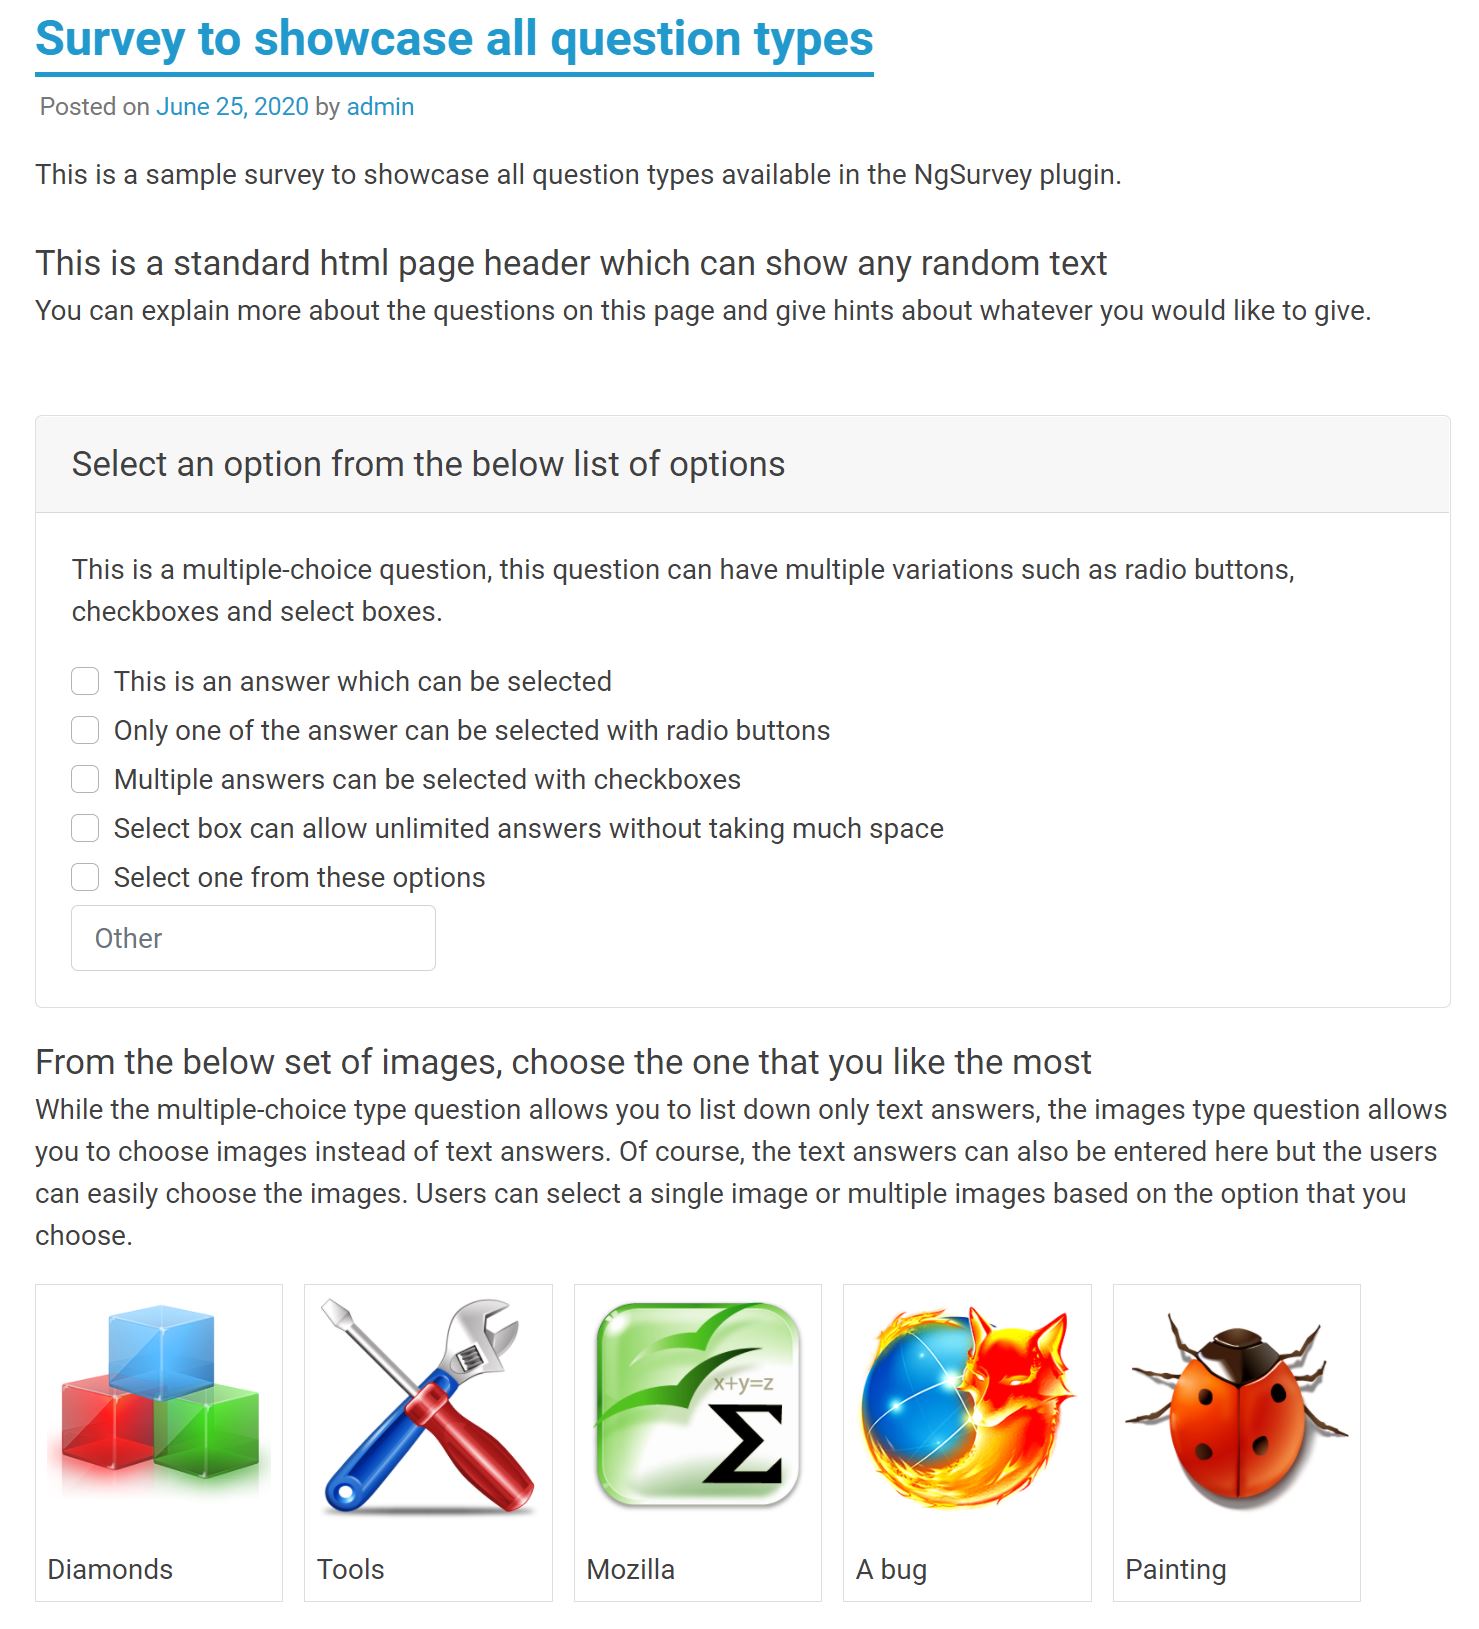 Survey to showcase all question types
Posted on June 25, 2020 by admin
This is a sample survey to showcase all question types available in the NgSurvey plugin.
This is a standard html page header which can show any random text
You can explain more about the questions on this page and give hints about whatever you would like to give.
Select an option from the below list of options
This is a multiple-choice question, this question can have multiple variations such as radio buttons,
checkboxes and select boxes.
This is an answer which can be selected
Only one of the answer can be selected with radio buttons
Multiple answers can be selected with checkboxes
Select box can allow unlimited answers without taking much space
Select one from these options
Other
From the below set of images, choose the one that you like the most
While the multiple-choice type question allows you to list down only text answers, the images type question allows
you to choose images instead of text answers. Of course, the text answers can also be entered here but the users
can easily choose the images. Users can select a single image or multiple images based on the option that you
choose.
x+y=z
Σ
Diamonds
Tools
Mozilla
A bug
Painting